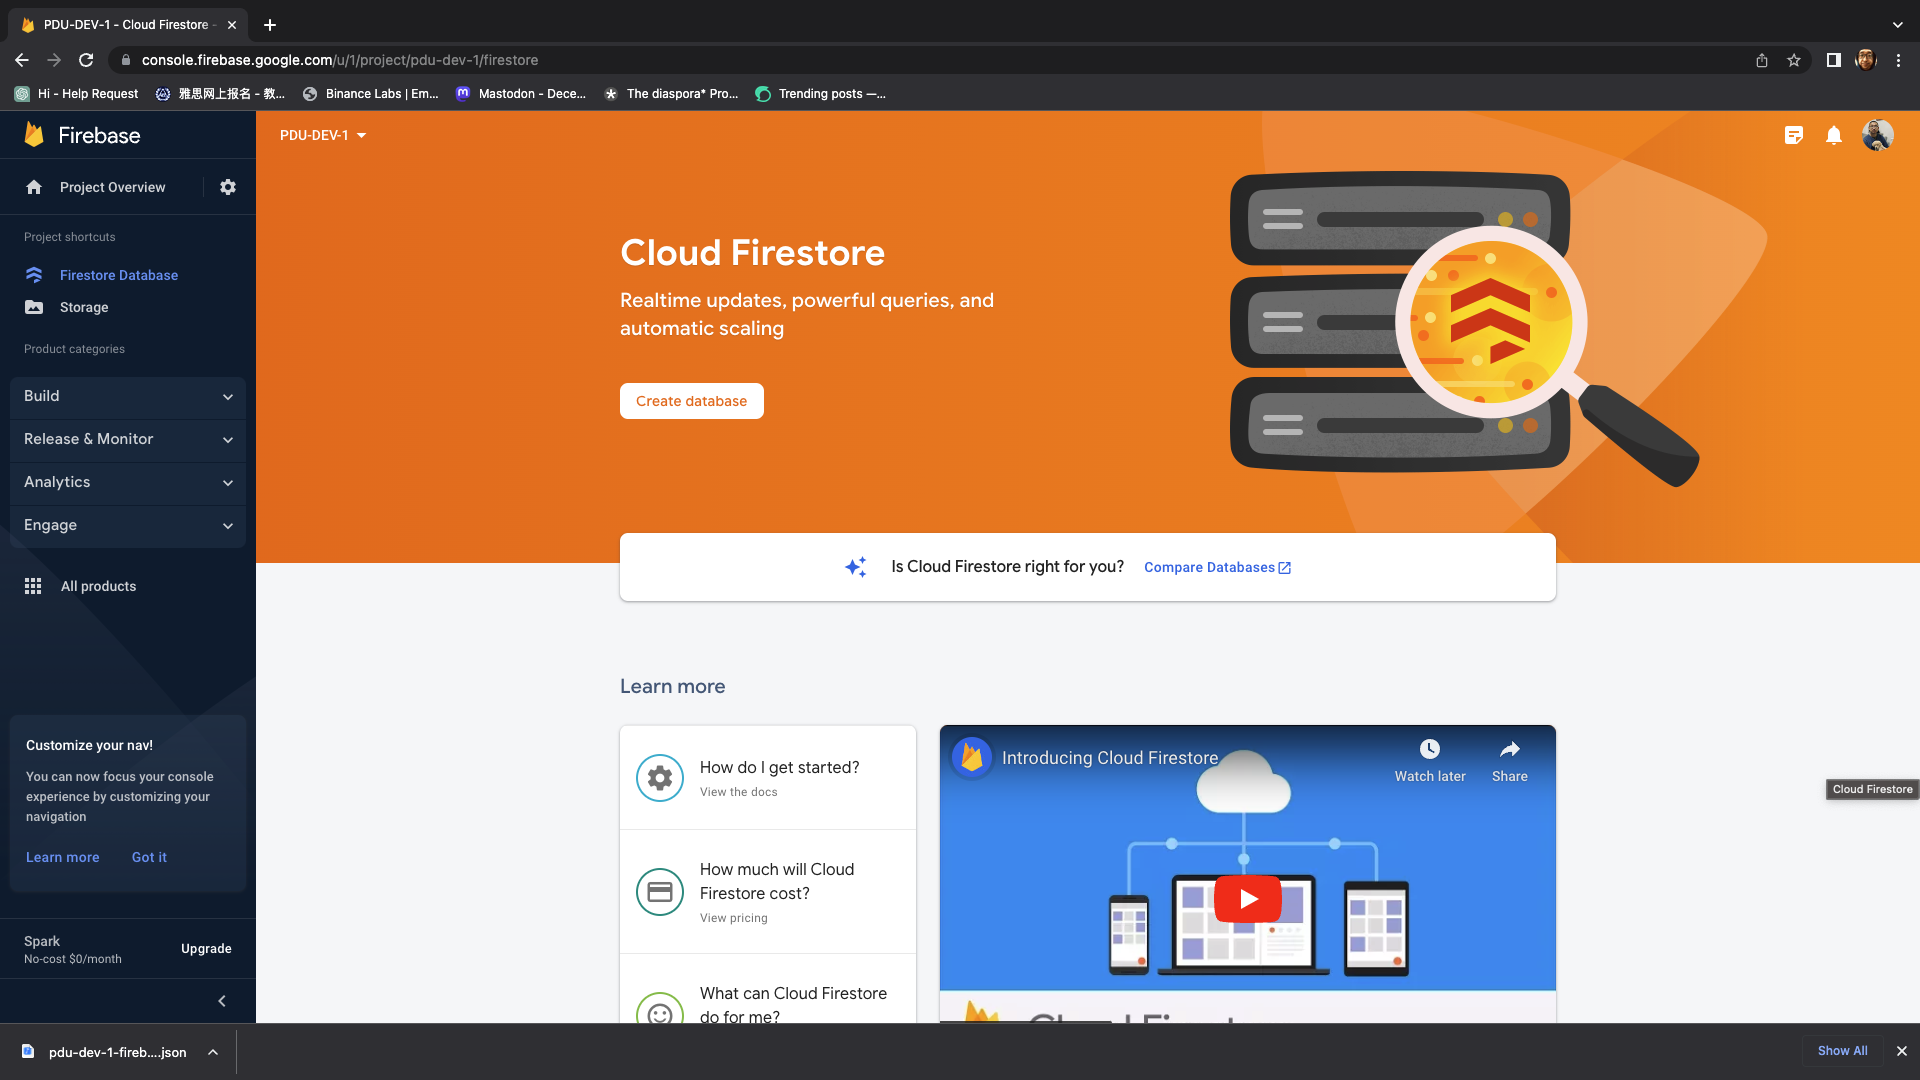 PDU-DEV-1 - Cloud Firestore -
console.firebase.google.com/u/1/project/pdu-dev-1/firestore
Hi - Help Request
雅思网上报名 - 教...
Binance Labs | Em...
Mastodon - Dece...
The diaspora* Pro...
Trending posts —...
Firebase
Project Overview
Project shortcuts
Firestore Database
Storage
Product categories
Build
Release & Monitor
Analytics
Engage
All products
Customize your nav!
You can now focus your console
experience by customizing your
navigation
Learn more
Got it
Spark
No-cost $0/month
Upgrade
PDU-DEV-1
Cloud Firestore
Realtime updates, powerful queries, and
automatic scaling
Create database
Is Cloud Firestore right for you?
Compare Databases
Learn more
How do I get started?
View the docs
How much will Cloud
Firestore cost?
View pricing
What can Cloud Firestore
do for me?
Introducing Cloud Firestore
Watch later
Share
Cloud Firestore
Cloud Firestore
pdu-dev-1-fireb....json
Show All